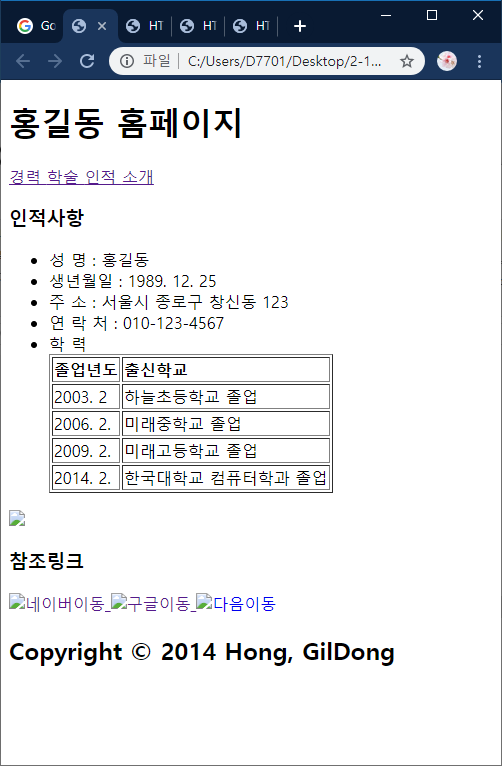 Go
HT
HT
HT
파일 | C:/Users/D7701/Desktop/2-1...
홍길동 홈페이지
경력 학술 인적 소개
인적사항
성 명 : 홍길동
생년월일 : 1989. 12. 25
주 소 : 서울시 종로구 창신동 123
연 락 처 : 010-123-4567
학 력
졸업년도 출신학교
2003. 2 하늘초등학교 졸업
2006. 2. 미래중학교 졸업
2009. 2. 미래고등학교 졸업
2014. 2. 한국대학교 컴퓨터학과 졸업
참조링크
네이버이동 구글이동 다음이동
Copyright © 2014 Hong, GilDong